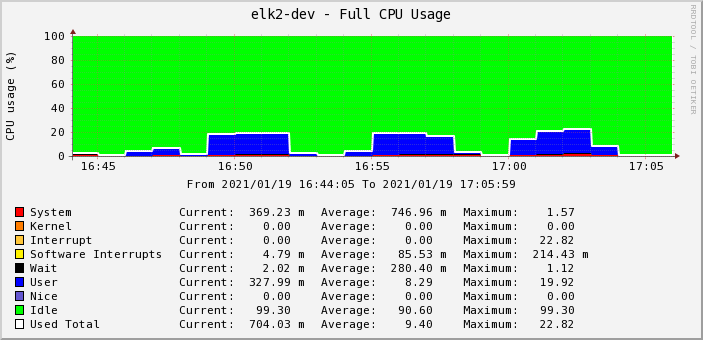 elk2-dev - Full CPU Usage
RRDTOOL / TOBI OETIKER
CPU usage (%)
100
80
60
40
20
0
16:45 16:50 16:55 17:00 17:05
From 2021/01/19 16:44:05 To 2021/01/19 17:05:59
System Current: 369.23 m Average: 746.96 m Maximum: 1.57
Kernel Current: 0.00 Average: 0.00 Maximum: 0.00
Interrupt Current: 0.00 Average: 0.00 Maximum: 22.82
Software Interrupts Current: 4.79 m Average: 85.53 m Maximum: 214.43 m
Wait Current: 2.02 m Average: 280.40 m Maximum: 1.12
User Current: 327.99 m Average: 8.29 Maximum: 19.92
Nice Current: 0.00 Average: 0.00 Maximum: 0.00
Idle Current: 99.30 Average: 90.60 Maximum: 99.30
Used Total Current: 704.03 m Average: 9.40 Maximum: 22.82